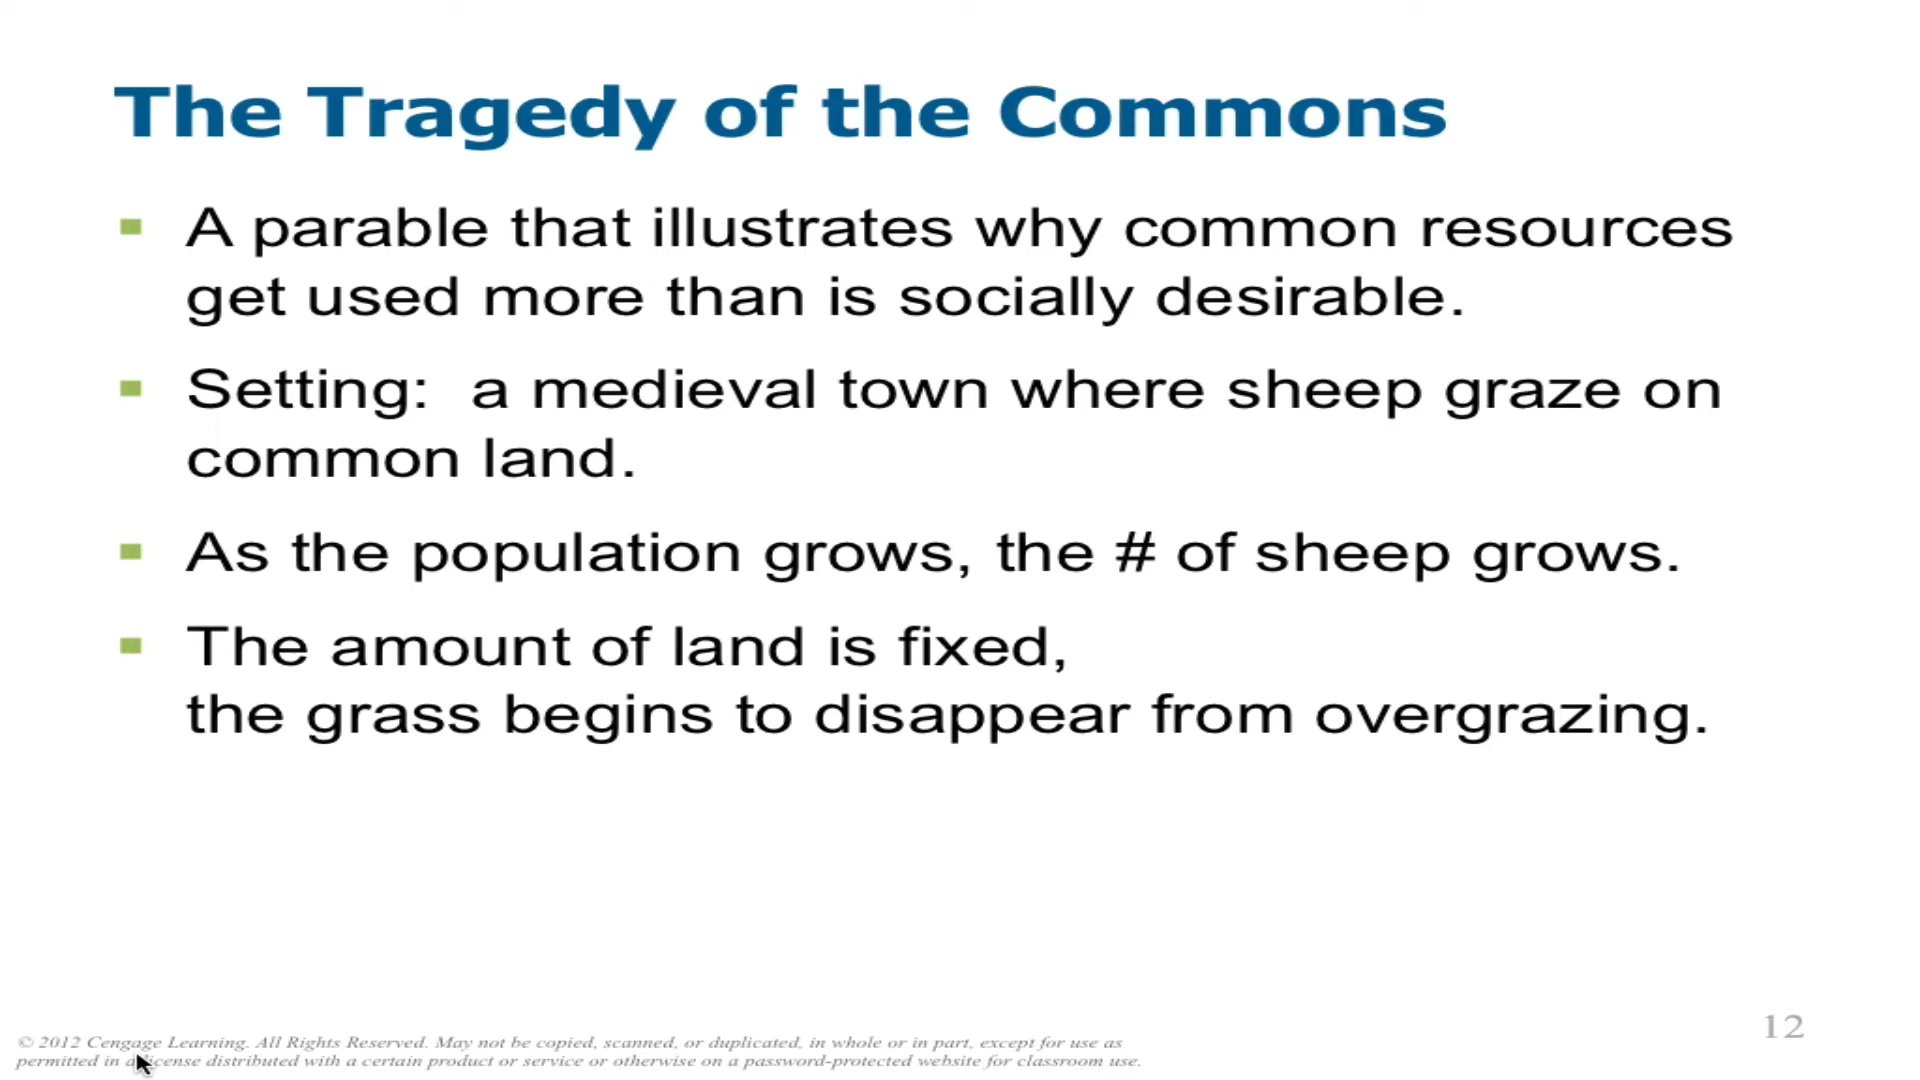 The Tragedy of the Commons
A parable that illustrates why common resources
get used more than is socially desirable.
Setting:  a medieval town where sheep graze on
common land.
As the population grows, the # of sheep grows.
The amount of land is fixed,
the grass begins to disappear from overgrazing.
12
© 2012 Cengage Learning. All Rights Reserved. May not be copied, scanned, or duplicated, in whole or in part, except for use as
permitted in a license distributed with a certain product or service or otherwise on a password-protected website for classroom use.